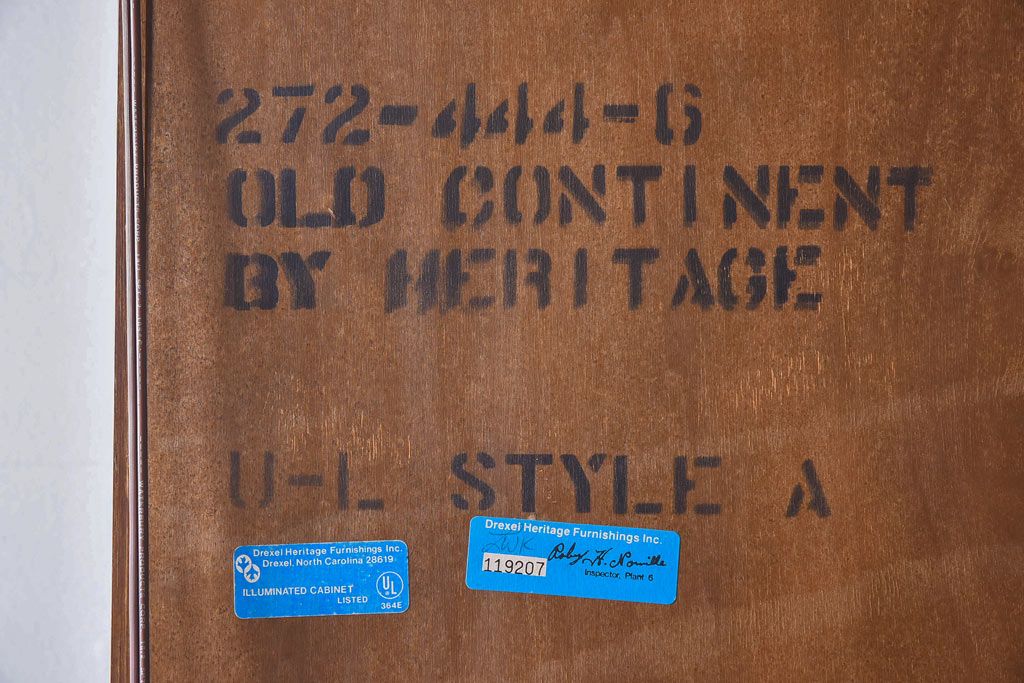 272-444-6
OLD CONTINENT
BY HERITAGE
U-L STYLE A
Drexel Heritage Furnishings Inc.
Drexel, North Carolina 28619
ILLUMINATED CABINET
LISTED
UL
364E
Drexel Heritage Furnishings Inc.
119207
Inspector, Plant 6